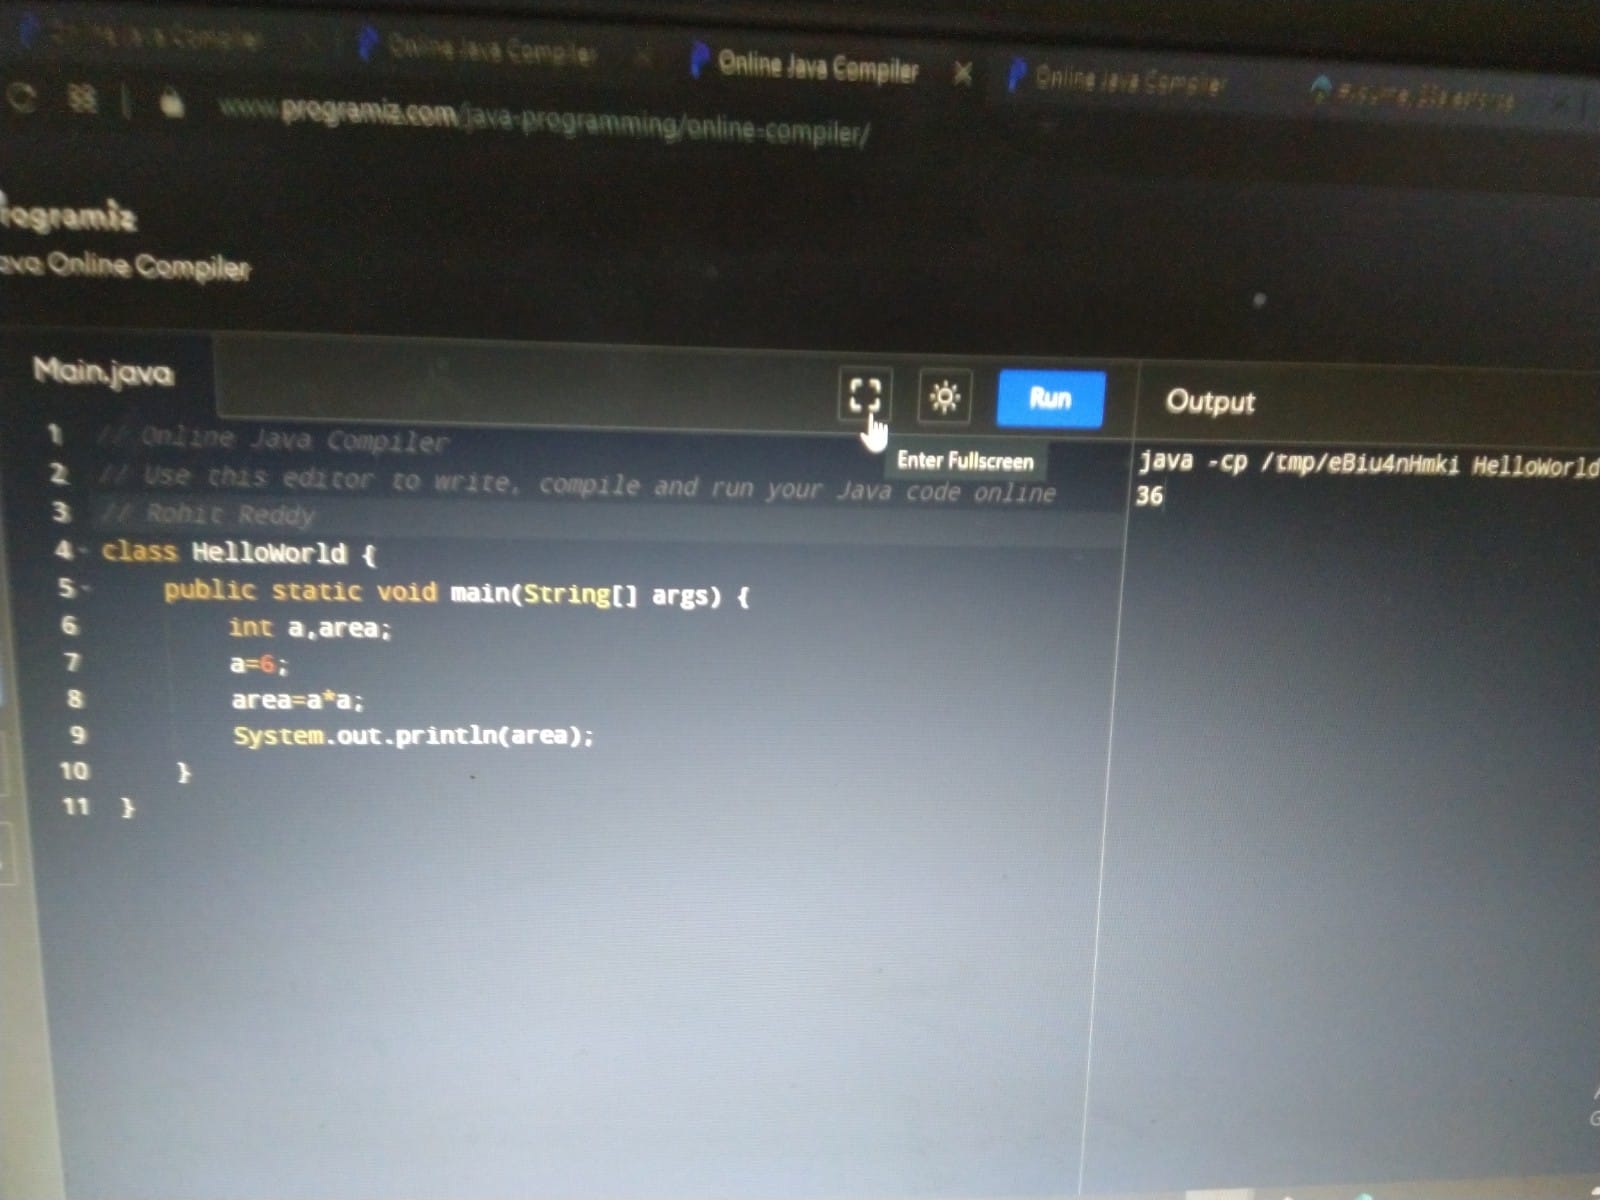 Online Java Compiler
Online Java Compiler
Online Java Compiler
Online Java Compiler
www.programiz.com/java-programming/online-compiler/
rogramiz
ava Online Compiler
Main.java
Run
Output
Enter Fullscreen
1 // Online Java Compiler
2 // Use this editor to write, compile and run your Java code online
3 // Rohit Reddy
4 class HelloWorld {
5 public static void main(String[] args) {
6 int a,area;
7 a=6;
8 area=a*a;
9 System.out.println(area);
10 }
11 }
java -cp /tmp/eBiu4nHmki HelloWorld
36